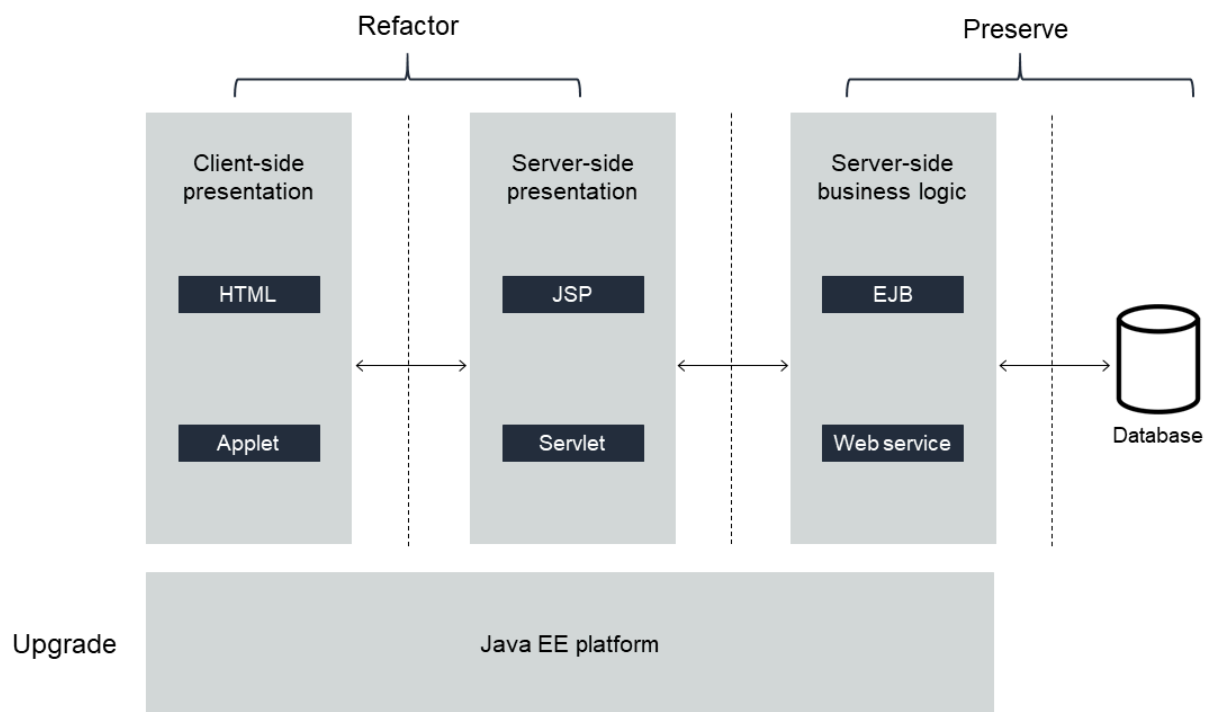 Refactor
Preserve
Client-side
presentation
Server-side
presentation
Server-side
business logic
HTML
JSP
EJB
Applet
Servlet
Web service
Database
Upgrade
Java EE platform